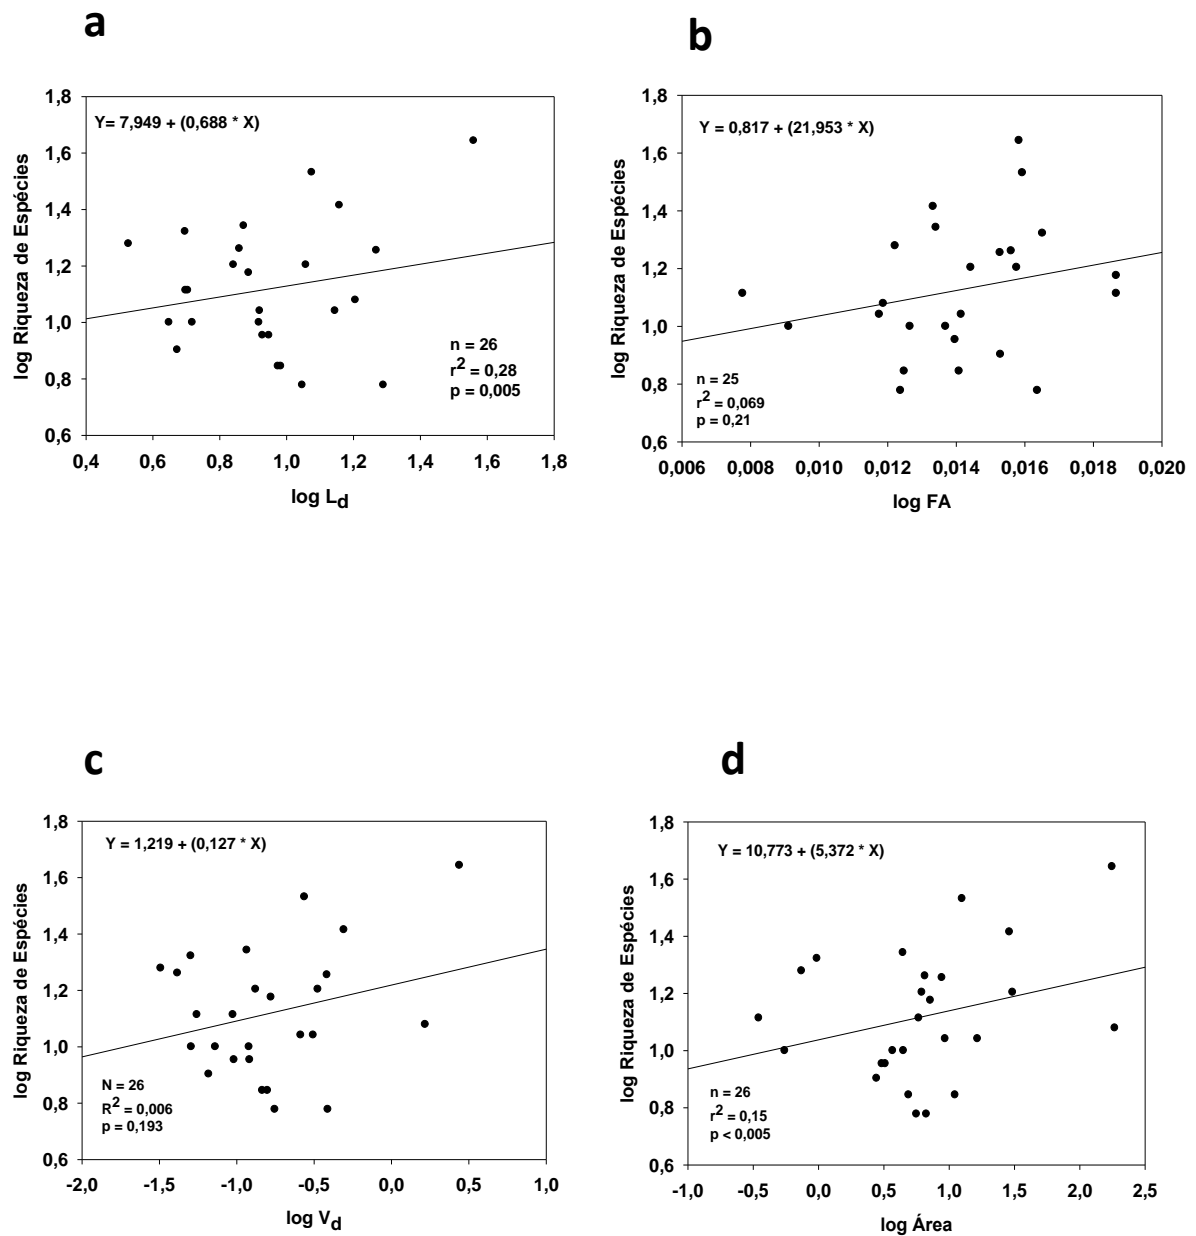 a
Y= 7,949 + (0,688 * X)
log Riqueza de Espécies
1,8
1,6
1,4
1,2
1,0
0,8
0,6
n = 26
r2 = 0,28
p = 0,005
0,4 0,6 0,8 1,0 1,2 1,4 1,6 1,8
log Ld
b
Y = 0,817 + (21,953 * X)
log Riqueza de Espécies
1,8
1,6
1,4
1,2
1,0
0,8
0,6
n = 25
r2 = 0,069
p = 0,21
0,006 0,008 0,010 0,012 0,014 0,016 0,018 0,020
log FA
c
Y = 1,219 + (0,127 * X)
log Riqueza de Espécies
1,8
1,6
1,4
1,2
1,0
0,8
0,6
N = 26
R2 = 0,006
p = 0,193
-2,0 -1,5 -1,0 -0,5 0,0 0,5 1,0
log Vd
d
Y = 10,773 + (5,372 * X)
log Riqueza de Espécies
1,8
1,6
1,4
1,2
1,0
0,8
0,6
n = 26
r2 = 0,15
p < 0,005
-1,0 -0,5 0,0 0,5 1,0 1,5 2,0 2,5
log Área